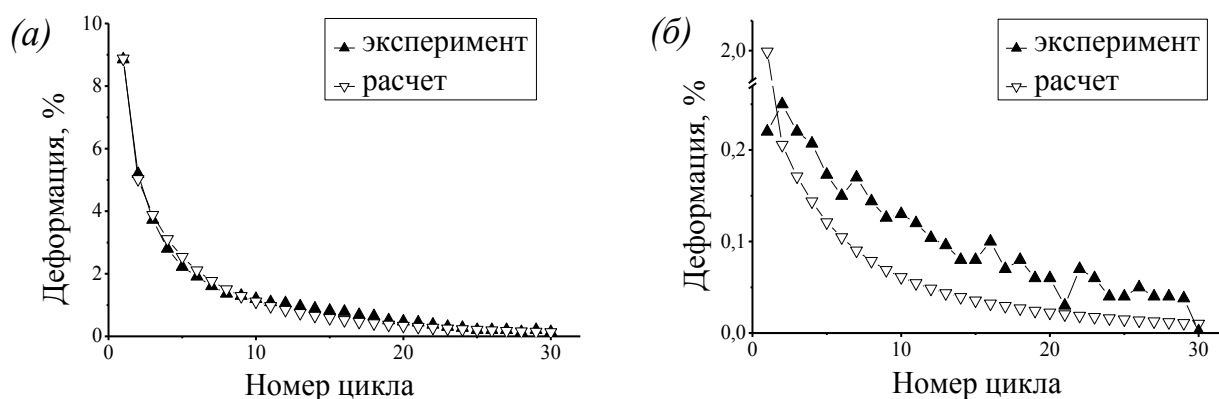 (а)
эксперимент
расчет
Деформация, %
10
8
6
4
2
0
0
10
20
30
Номер цикла
(б)
эксперимент
расчет
Деформация, %
2,0
0,2
0,1
0,0
0
10
20
30
Номер цикла